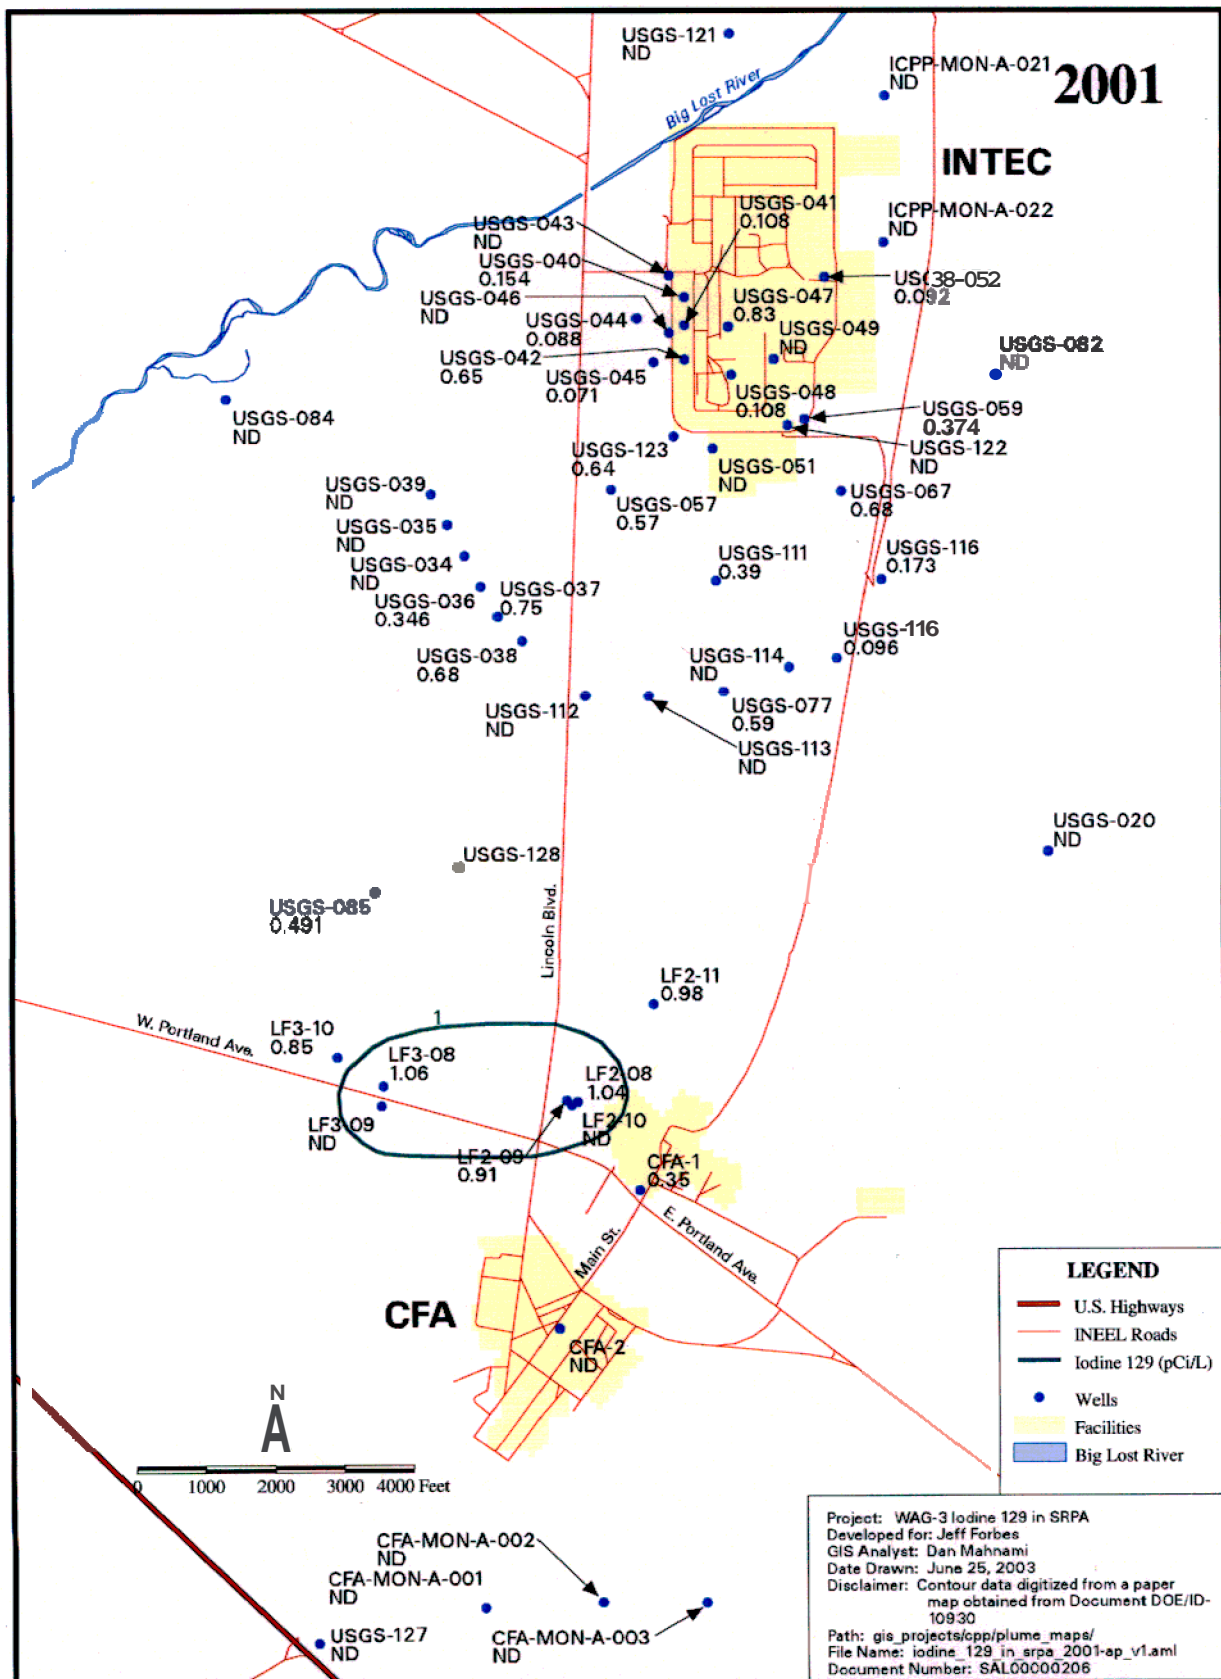 USGS-121
ND
ICPP-MON-A-021
ND
2001
Big Lost River
INTEC
USGS-041
0.108
ICPP-MON-A-022
ND
USGS-043
ND
USGS-040
0.154
USGS-046
ND
USGS-047
0.83
38-052
USGS-044
0.088
USGS-049
ND
USGS-042
0.65
USGS-045
0.071
USGS-082
ND
USGS-048
0.108
USGS-084
ND
USGS-059
0.374
USGS-122
ND
USGS-123
0.64
USGS-051
ND
USGS-039
ND
USGS-057
0.57
USGS-067
0.68
USGS-035
ND
USGS-034
ND
USGS-111
0.39
USGS-116
0.173
USGS-036
0.346
USGS-037
0.75
USGS-116
0.096
USGS-038
0.68
USGS-114
ND
USGS-112
ND
USGS-077
0.59
USGS-113
ND
USGS-020
ND
USGS-128
USGS-085
0.491
Lincoln Blvd.
LF2-11
0.98
W. Portland Ave.
1
LF3-10
0.85
LF3-08
1.06
LF2-08
1.04
LF3-09
ND
LF2-10
ND
LF2-09
0.91
CFA-1
0.35
Main St.
E. Portland Ave.
CFA
CFA-2
ND
LEGEND
U.S. Highways
INEEL Roads
Iodine 129 (pCi/L)
Wells
Facilities
Big Lost River
N
0 1000 2000 3000 4000 Feet
CFA-MON-A-002
ND
CFA-MON-A-001
ND
USGS-127
ND
CFA-MON-A-003
ND
Project: WAG-3 Iodine 129 in SRPA
Developed for: Jeff Forbes
GIS Analyst: Dan Mahnami
Date Drawn: June 25, 2003
Disclaimer: Contour data digitized from a paper
map obtained from Document DOE/ID-
10930
Path: gis_projects/cpp/plume_maps/
File Name: iodine_129_in_srpa_2001-ap_v1.aml
Document Number: SAL00000206